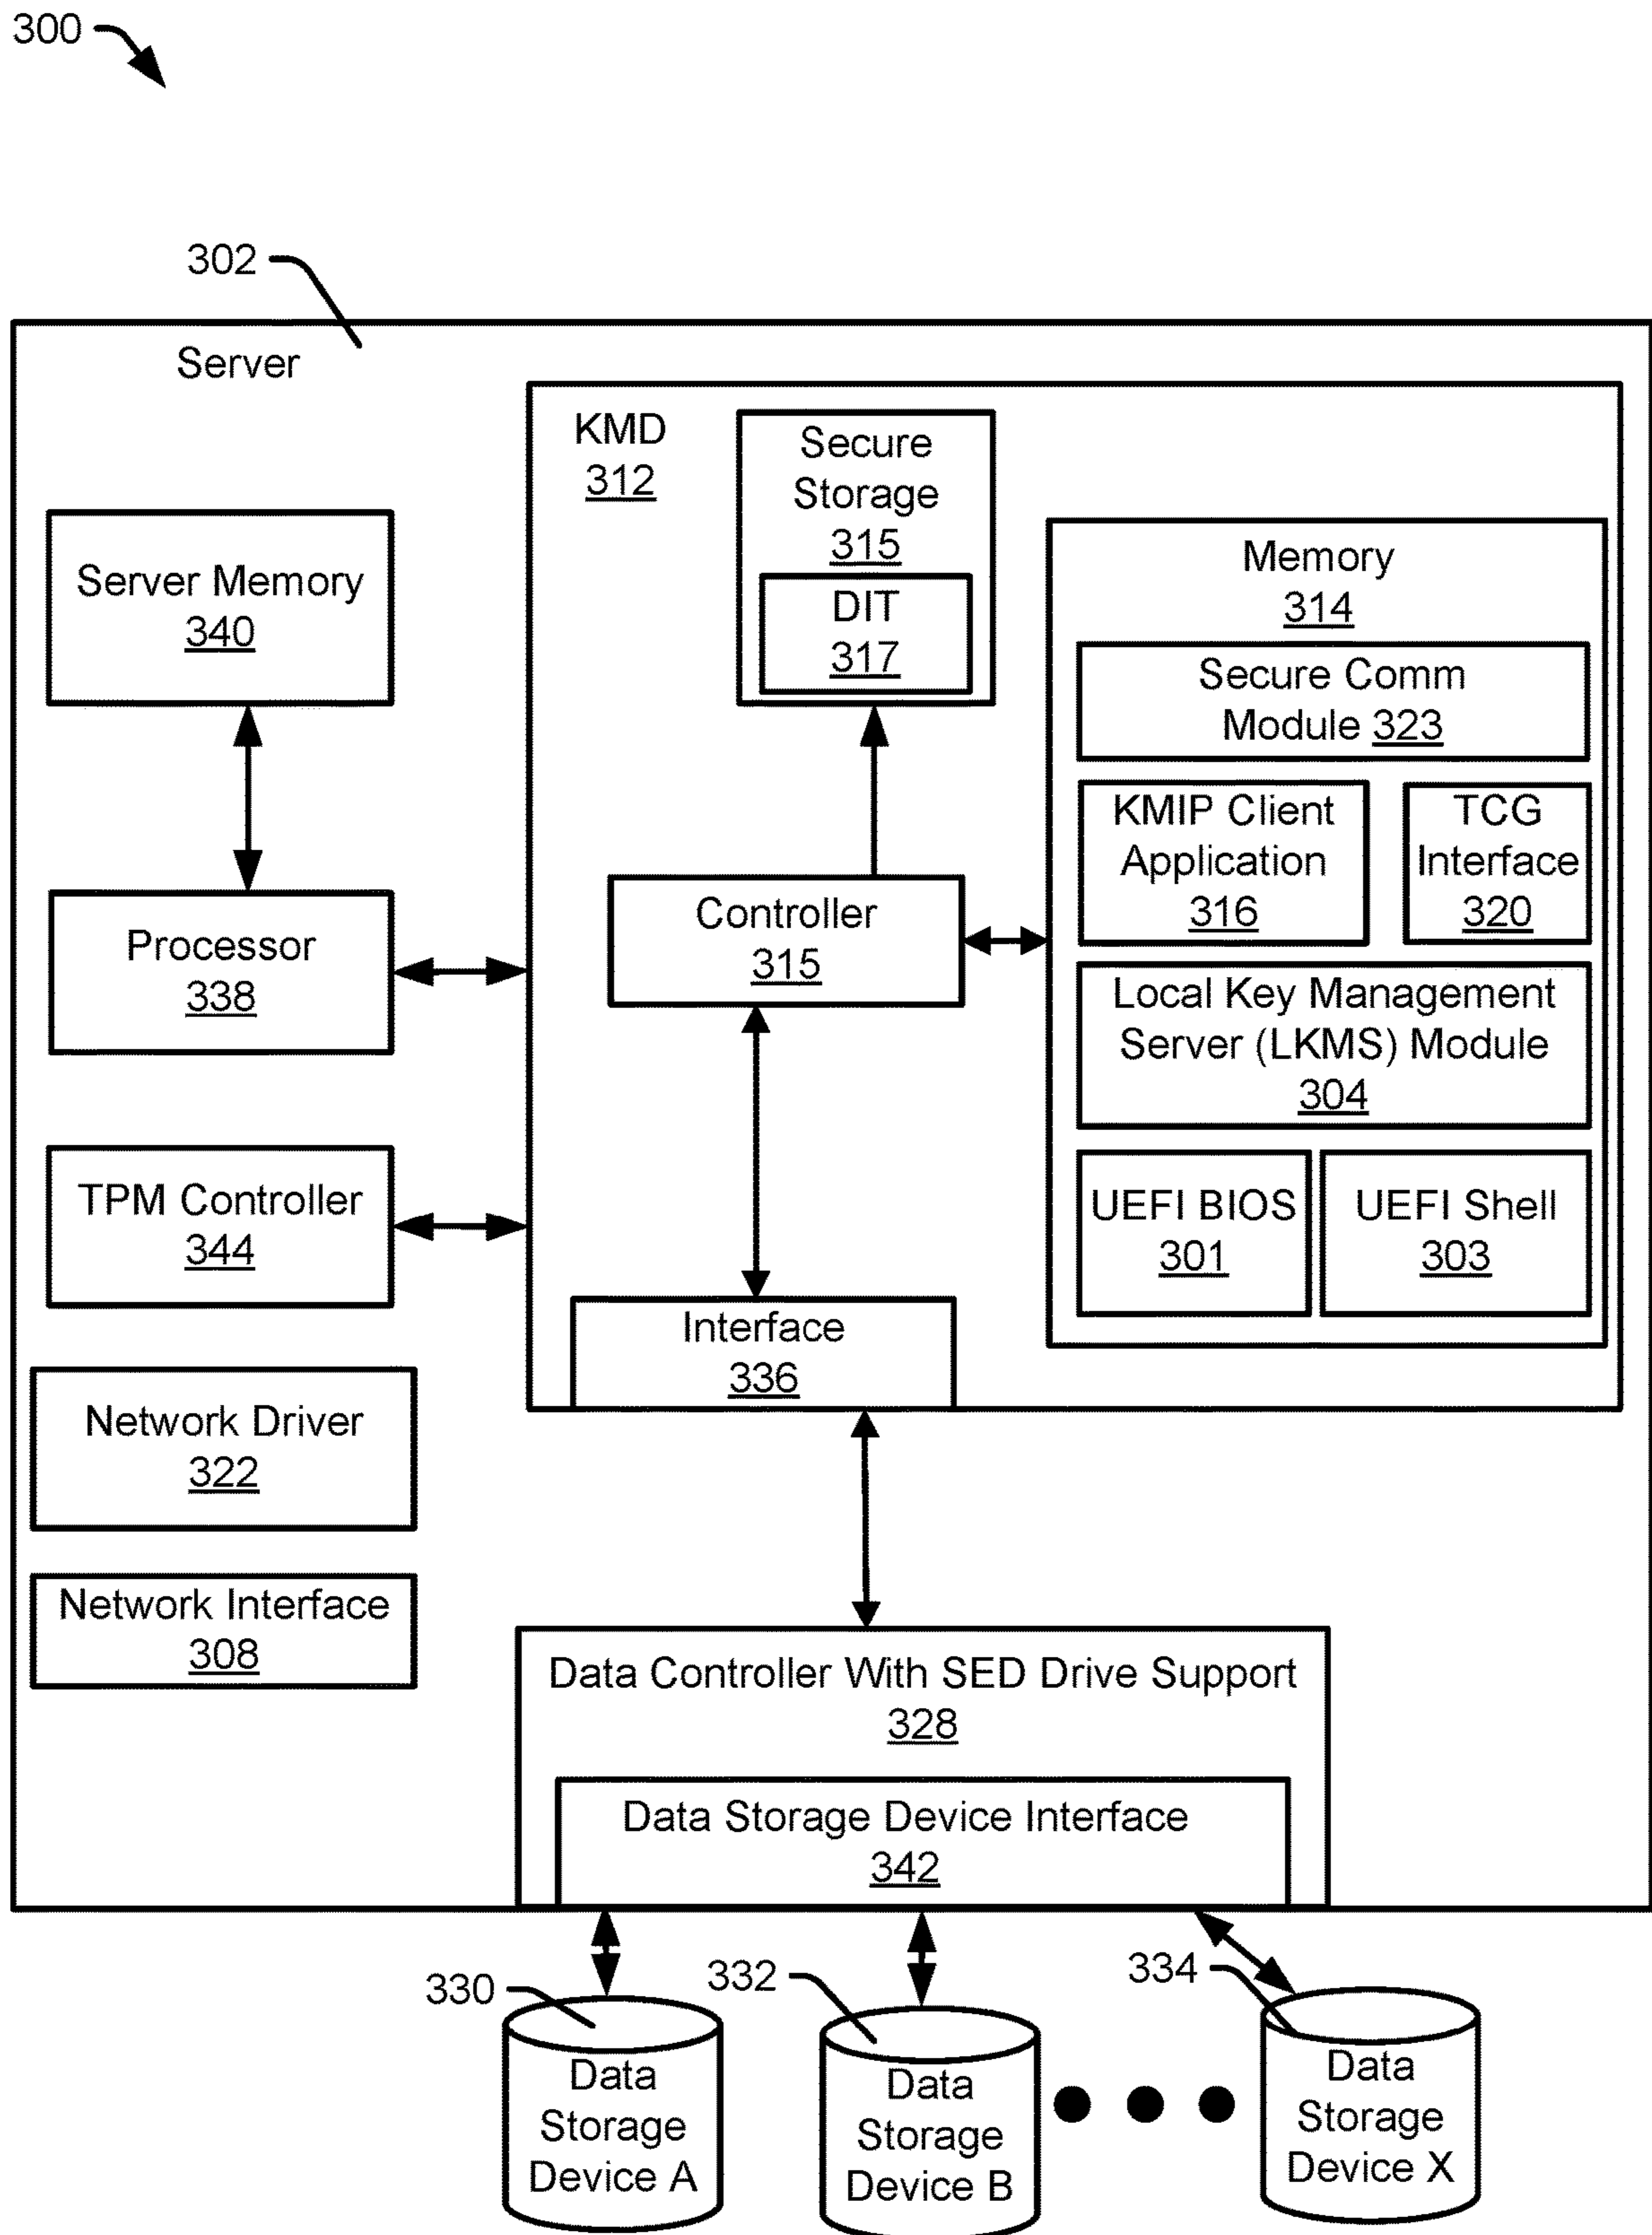 300
302
Server
KMD
312
Secure
Storage
315
DIT
317
Memory
314
Secure Comm
Module 323
KMIP Client
Application
316
TCG
Interface
320
Local Key Management
Server (LKMS) Module
304
UEFI BIOS
301
UEFI Shell
303
Controller
315
Interface
336
Server Memory
340
Processor
338
TPM Controller
344
Network Driver
322
Network Interface
308
Data Controller With SED Drive Support
328
Data Storage Device Interface
342
330
Data
Storage
Device A
332
Data
Storage
Device B
334
Data
Storage
Device X